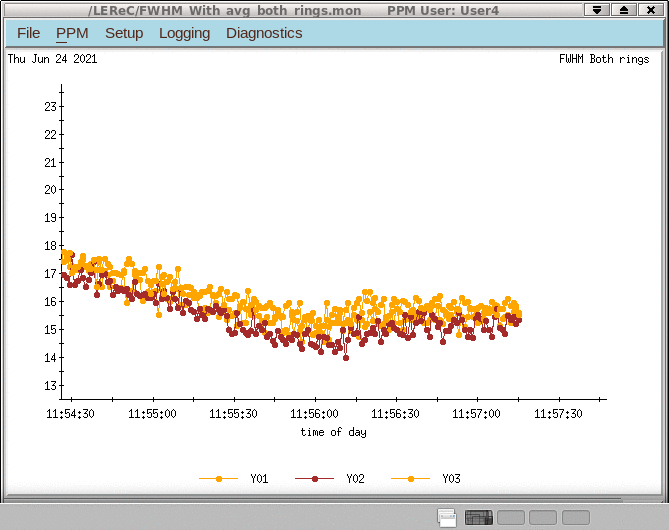 /LEReC/FWHM_With_avg_both_rings.mon PPM User: User4
File PPM Setup Logging Diagnostics
Thu Jun 24 2021 FWHM Both rings
23
22
21
20
19
18
17
16
15
14
13
11:54:30 11:55:00 11:55:30 11:56:00 11:56:30 11:57:00 11:57:30
time of day
Y01 Y02 Y03